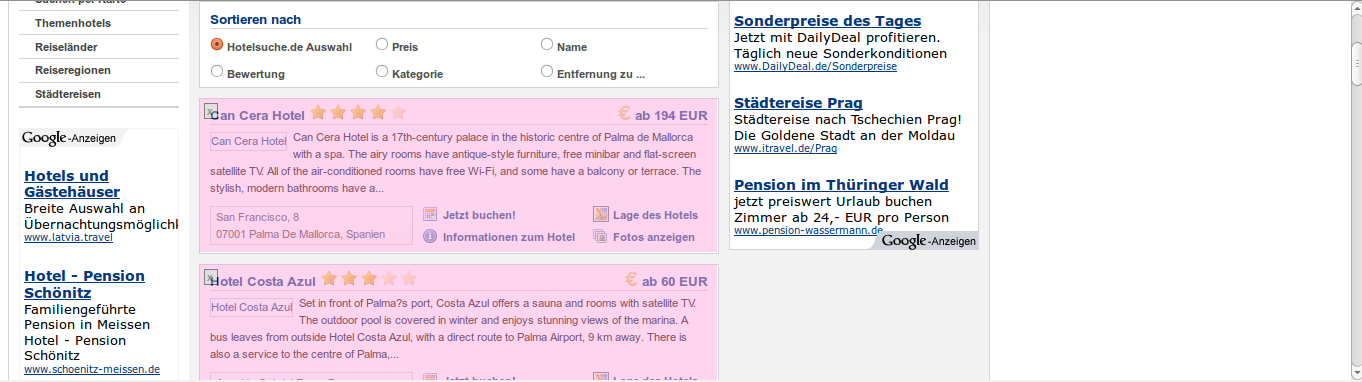 Suchen per Karte
Themenhotels
Reiseländer
Reiseregionen
Städtereisen
Google-Anzeigen
Hotels und
Gästehäuser
Breite Auswahl an
Übernachtungsmöglichk
www.latvia.travel
Hotel - Pension
Schönitz
Familiengeführte
Pension in Meissen
Hotel - Pension
Schönitz
www.schoenitz-meissen.de
Sortieren nach
Hotelsuche.de Auswahl
Preis
Name
Bewertung
Kategorie
Entfernung zu ...
Can Cera Hotel
€ ab 194 EUR
Can Cera Hotel
Can Cera Hotel is a 17th-century palace in the historic centre of Palma de Mallorca
with a spa. The airy rooms have antique-style furniture, free minibar and flat-screen
satellite TV. All of the air-conditioned rooms have free Wi-Fi, and some have a balcony or terrace. The
stylish, modern bathrooms have a...
San Francisco, 8
07001 Palma De Mallorca, Spanien
Jetzt buchen!
Lage des Hotels
Informationen zum Hotel
Fotos anzeigen
Hotel Costa Azul
€ ab 60 EUR
Hotel Costa Azul
Set in front of Palma?s port, Costa Azul offers a sauna and rooms with satellite TV.
The outdoor pool is covered in winter and enjoys stunning views of the marina. A
bus leaves from outside Hotel Costa Azul, with a direct route to Palma Airport, 9 km away. There is
also a service to the centre of Palma,...
Jetzt buchen!
Lage des Hotels
Sonderpreise des Tages
Jetzt mit DailyDeal profitieren.
Täglich neue Sonderkonditionen
www.DailyDeal.de/Sonderpreise
Städtereise Prag
Städtereise nach Tschechien Prag!
Die Goldene Stadt an der Moldau
www.itravel.de/Prag
Pension im Thüringer Wald
jetzt preiswert Urlaub buchen
Zimmer ab 24,- EUR pro Person
www.pension-wassermann.de
Google-Anzeigen